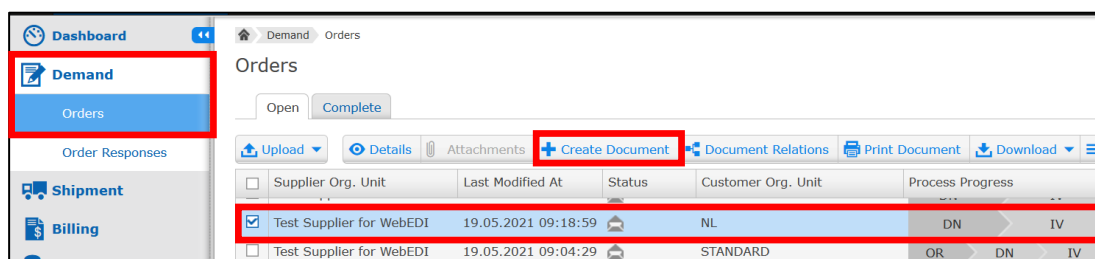 Dashboard
Demand
Orders
Order Responses
Shipment
Billing
Demand Orders
Orders
Open Complete
Upload Details Attachments Create Document Document Relations Print Document Download
Supplier Org. Unit Last Modified At Status Customer Org. Unit Process Progress
Test Supplier for WebEDI 19.05.2021 09:18:59 NL DN IV
Test Supplier for WebEDI 19.05.2021 09:04:29 STANDARD OR DN IV